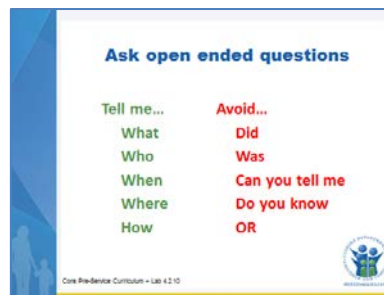 Ask open ended questions
Tell me... Avoid...
What Did
Who Was
When Can you tell me
Where Do you know
How OR
Core Pre-Service Curriculum – Lab 4.2.10